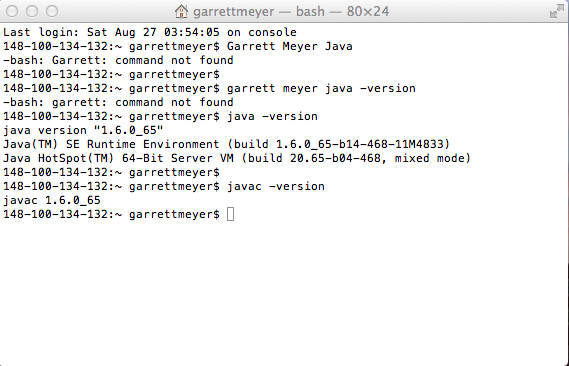 garrettmeyer — bash — 80×24
Last login: Sat Aug 27 03:54:05 on console
148-100-134-132:~ garrettmeyer$ Garrett Meyer Java
-bash: Garrett: command not found
148-100-134-132:~ garrettmeyer$
148-100-134-132:~ garrettmeyer$ garrett meyer java -version
-bash: garrett: command not found
148-100-134-132:~ garrettmeyer$ java -version
java version "1.6.0_65"
Java(TM) SE Runtime Environment (build 1.6.0_65-b14-468-11M4833)
Java HotSpot(TM) 64-Bit Server VM (build 20.65-b04-468, mixed mode)
148-100-134-132:~ garrettmeyer$
148-100-134-132:~ garrettmeyer$ javac -version
javac 1.6.0_65
148-100-134-132:~ garrettmeyer$